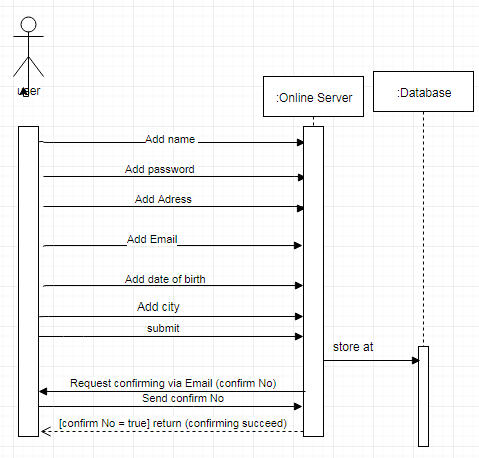 user
:Online Server
:Database
Add name
Add password
Add Adress
Add Email
Add date of birth
Add city
submit
store at
Request confirming via Email (confirm No)
Send confirm No
[confirm No = true] return (confirming succeed)